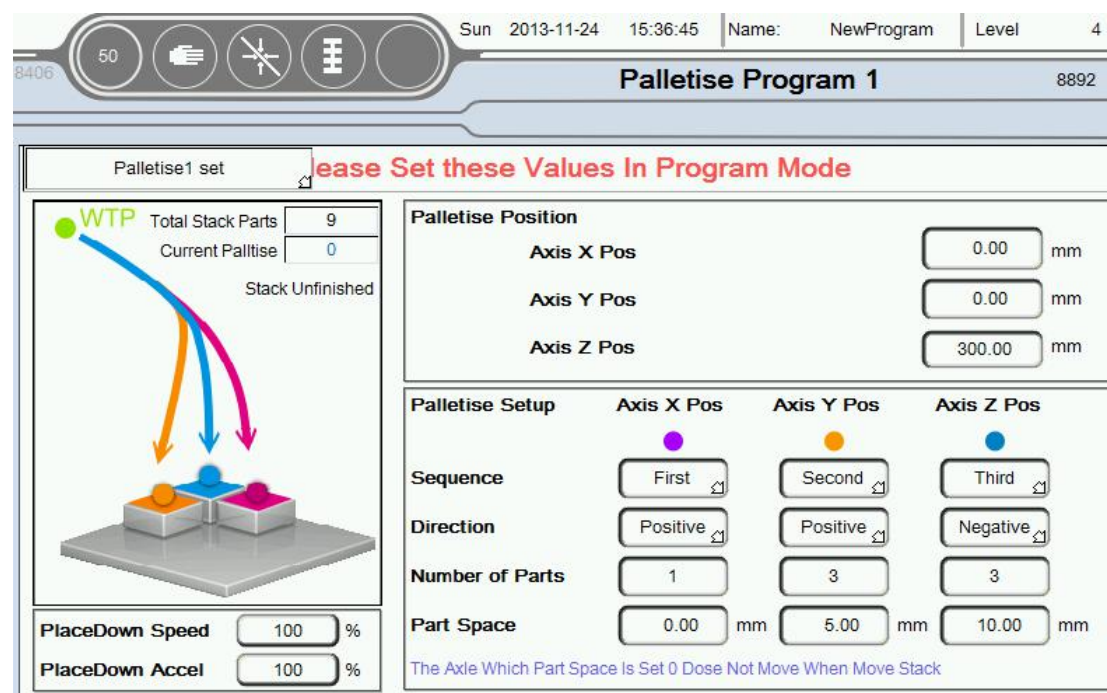 Sun 2013-11-24 15:36:45 Name: NewProgram Level 4
50
8406
Palletise Program 1 8892
Palletise1 set lease Set these Values In Program Mode
WTP Total Stack Parts 9
Current Palltise 0
Stack Unfinished
Palletise Position
Axis X Pos 0.00 mm
Axis Y Pos 0.00 mm
Axis Z Pos 300.00 mm
Palletise Setup Axis X Pos Axis Y Pos Axis Z Pos
Sequence First Second Third
Direction Positive Positive Negative
Number of Parts 1 3 3
Part Space 0.00 mm 5.00 mm 10.00 mm
The Axle Which Part Space Is Set 0 Dose Not Move When Move Stack
PlaceDown Speed 100 %
PlaceDown Accel 100 %